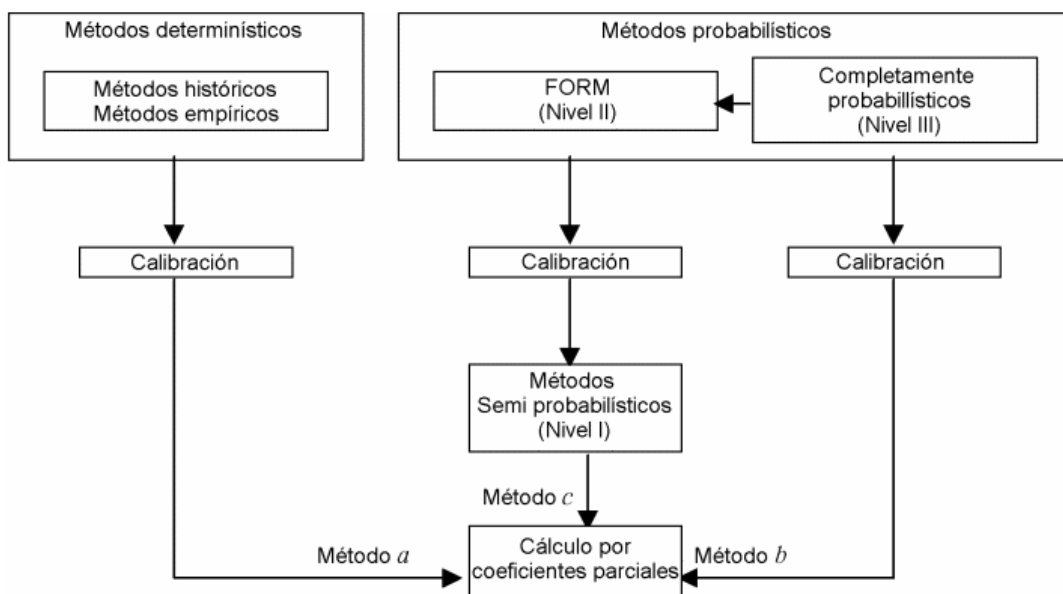 Métodos determinísticos
Métodos históricos
Métodos empíricos
Métodos probabilísticos
FORM
(Nivel II)
Completamente
probabillísticos
(Nivel III)
Calibración
Calibración
Calibración
Métodos
Semi probabilísticos
(Nivel I)
Método c
Método a
Cálculo por
coeficientes parciales
Método b